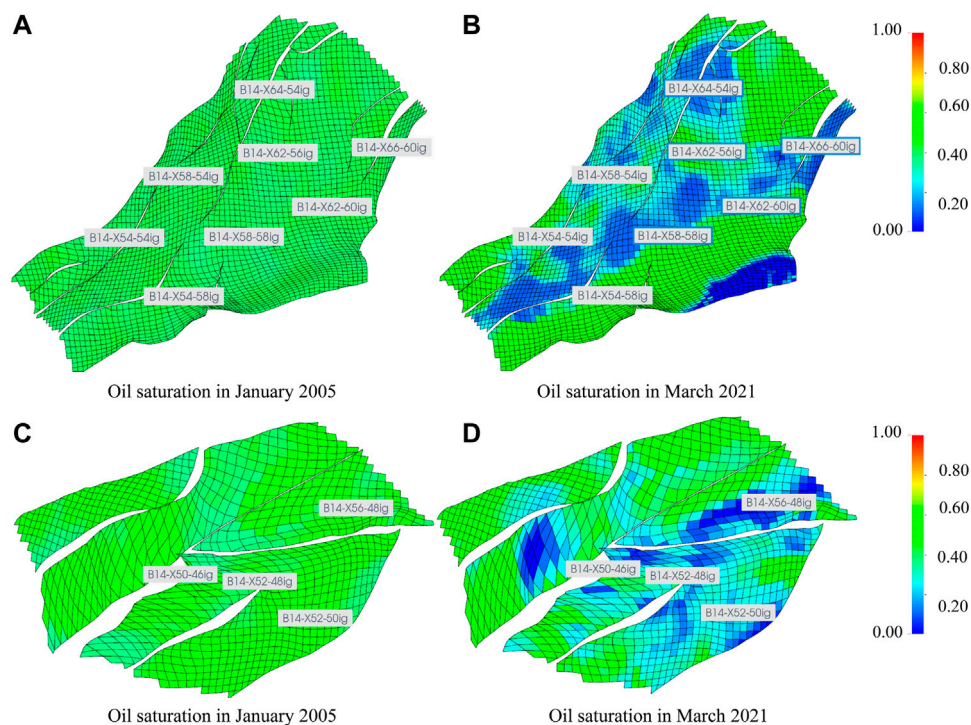 A
B
1.00
0.80
0.60
0.40
0.20
0.00
B14-X64-54ig
B14-X62-56ig
B14-X66-60ig
B14-X58-54ig
B14-X62-60ig
B14-X54-54ig
B14-X58-58ig
B14-X54-58ig
B14-X64-54ig
B14-X62-56ig
B14-X66-60ig
B14-X58-54ig
B14-X62-60ig
B14-X54-54ig
B14-X58-58ig
B14-X54-58ig
Oil saturation in January 2005
Oil saturation in March 2021
C
D
1.00
0.80
0.60
0.40
0.20
0.00
B14-X56-48ig
B14-X50-46ig
B14-X52-48ig
B14-X52-50ig
B14-X56-48ig
B14-X50-46ig
B14-X52-48ig
B14-X52-50ig
Oil saturation in January 2005
Oil saturation in March 2021